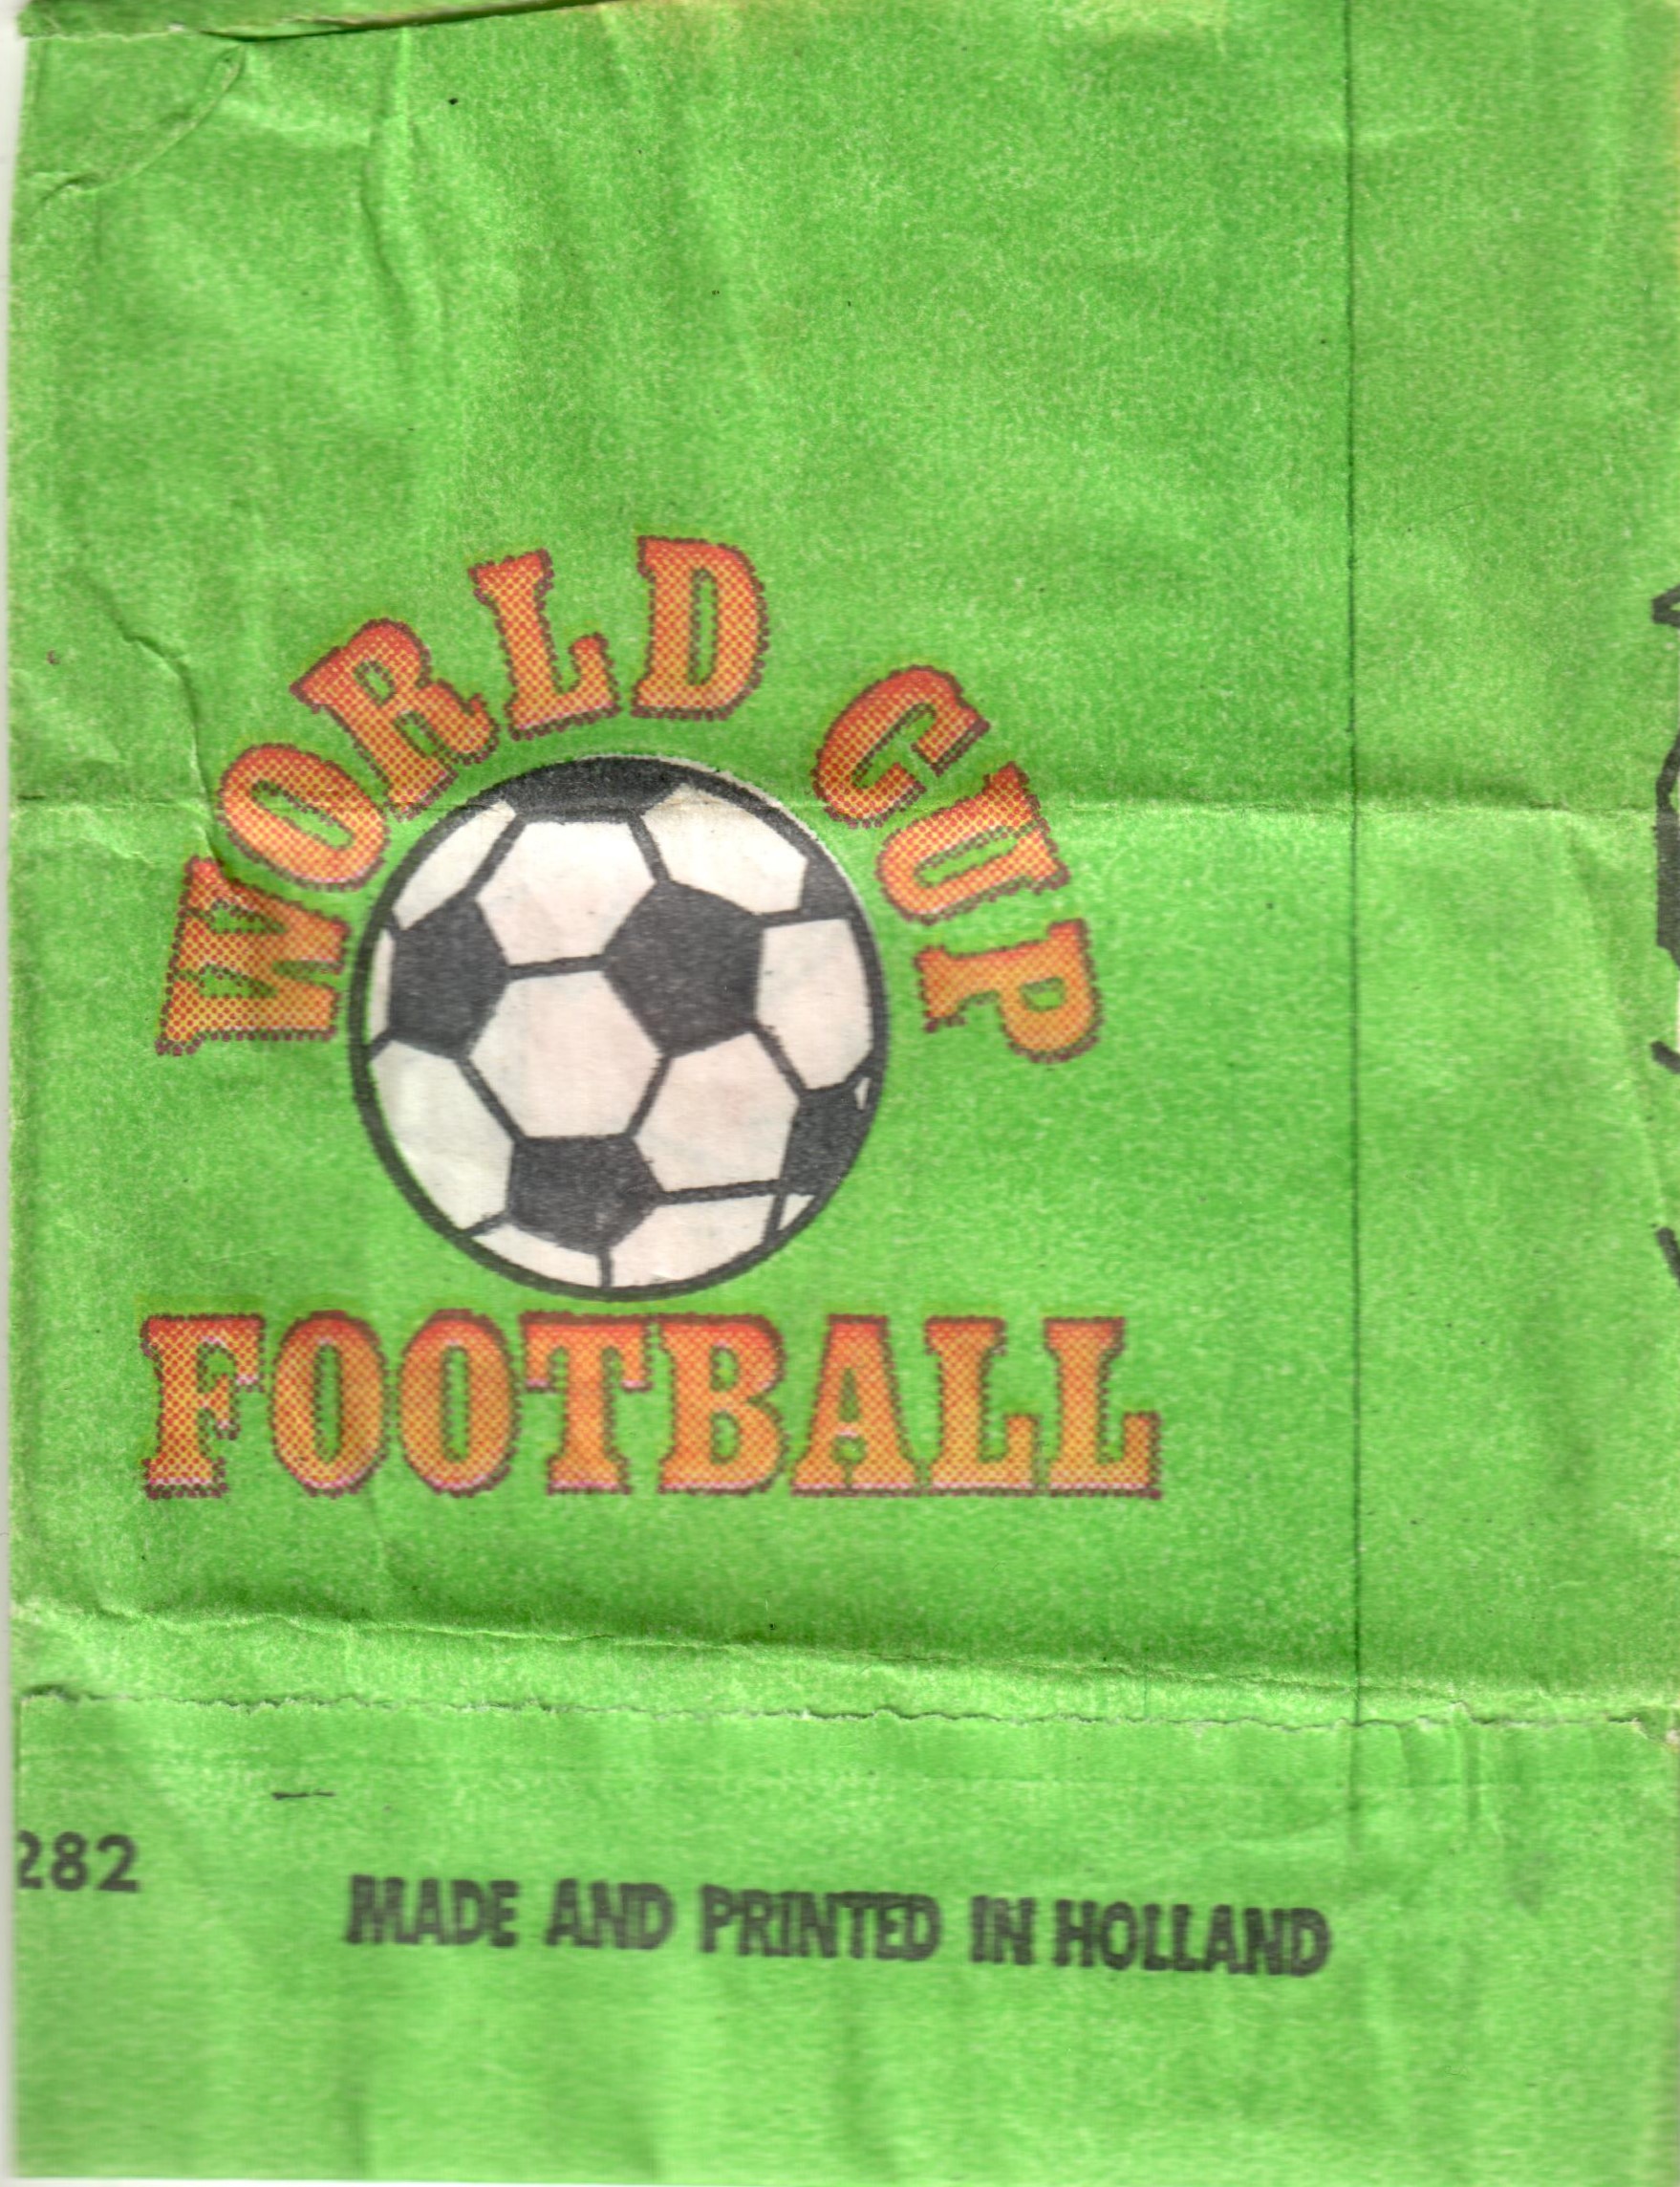 WORLD CUP
FOOTBALL
282
MADE AND PRINTED IN HOLLAND